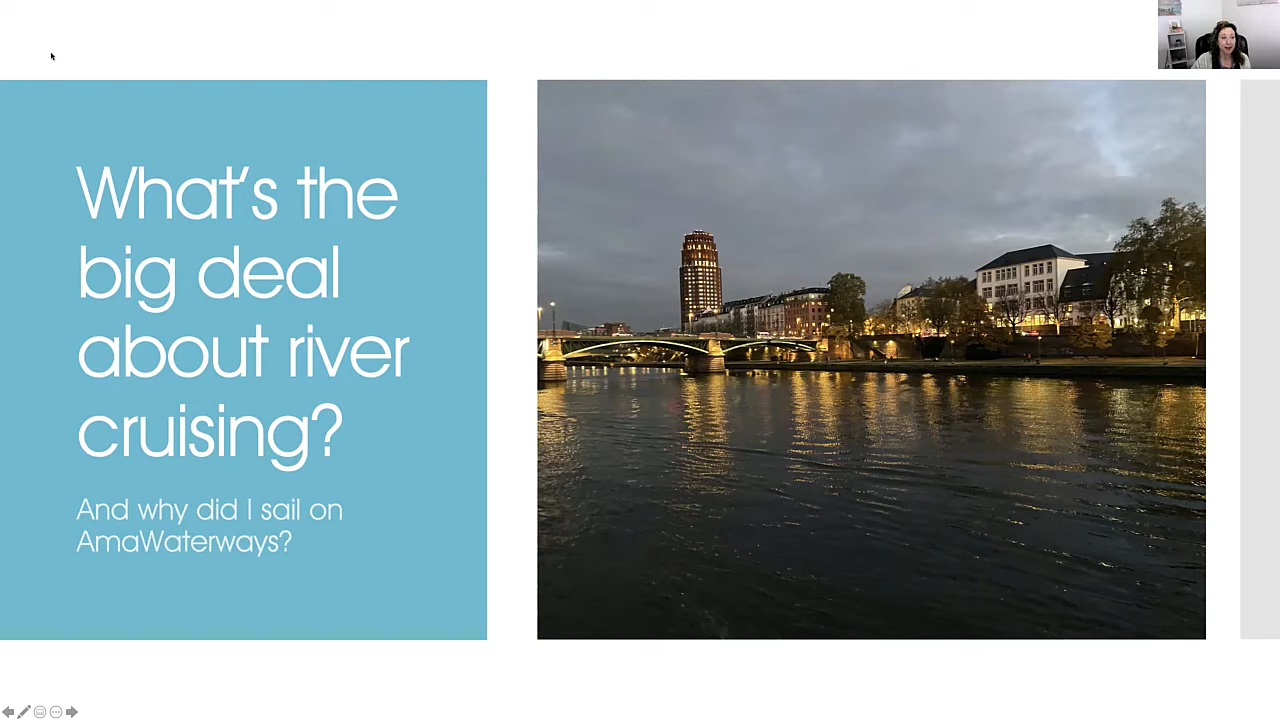 What's the
big deal
about river
cruising?
And why did I sail on
AmaWaterways?